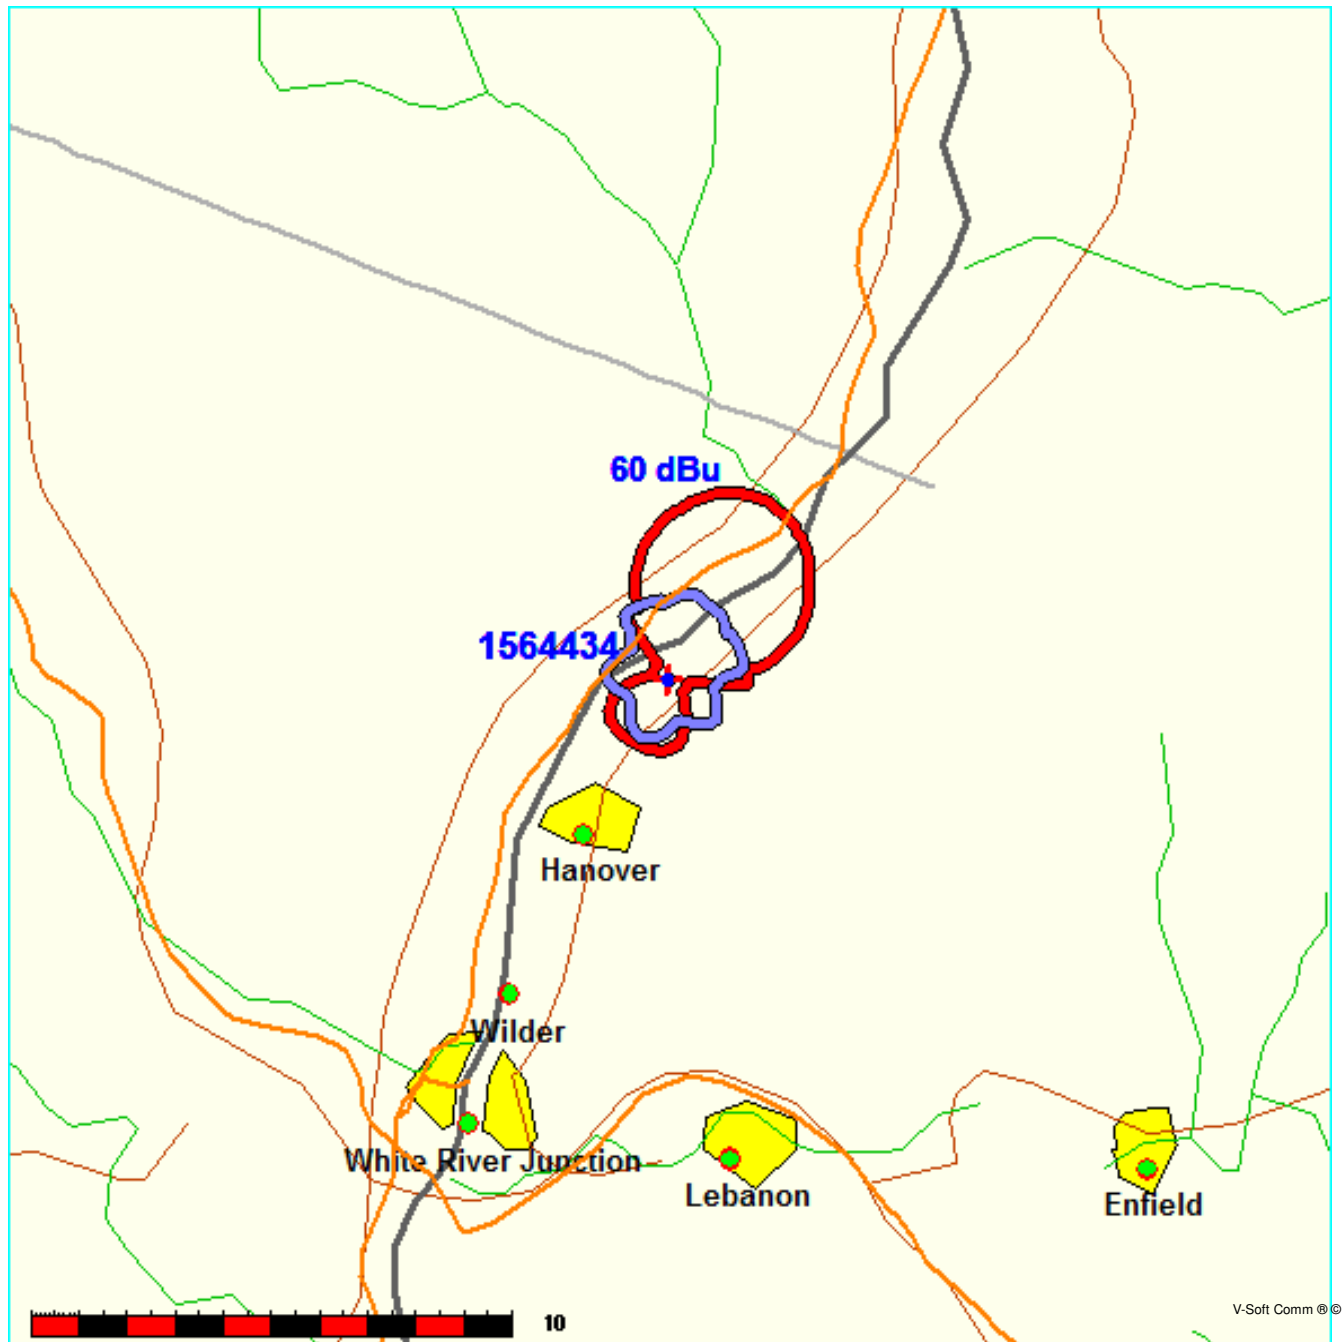 60 dBu
1564434
Hanover
Wilder
White River Junction
Lebanon
Enfield
10
V-Soft Comm ® ©